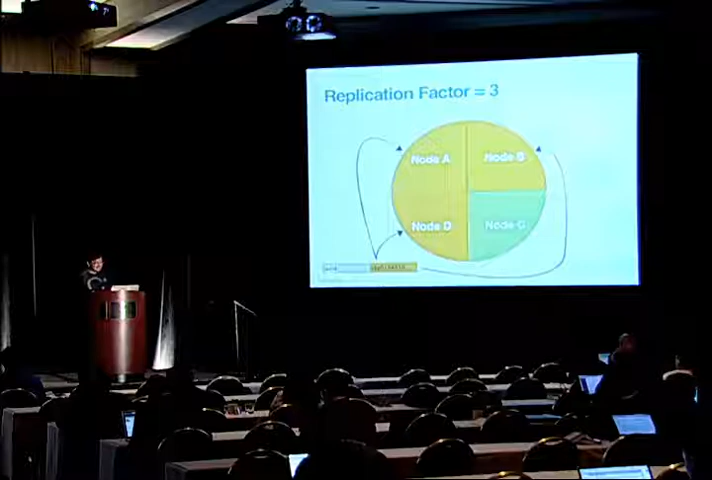 Replication Factor = 3
Node A
Node B
Node D
Node C